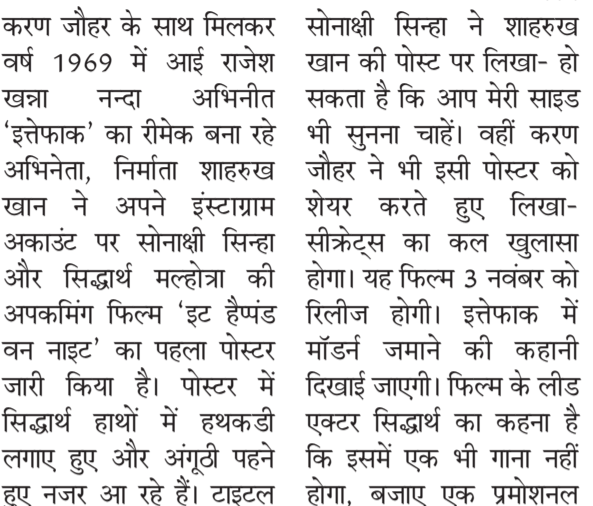 करण जौहर के साथ मिलकर
वर्ष 1969 में आई राजेश
खन्ना नन्दा अभिनीत
‘इत्तेफाक’ का रीमेक बना रहे
अभिनेता, निर्माता शाहरुख
खान ने अपने इंस्टाग्राम
अकाउंट पर सोनाक्षी सिन्हा
और सिद्धार्थ मल्होत्रा की
अपकमिंग फिल्म ‘इट हैप्पंड
वन नाइट’ का पहला पोस्टर
जारी किया है। पोस्टर में
सिद्धार्थ हाथों में हथकडी
लगाए हुए और अंगूठी पहने
हुए नजर आ रहे हैं। टाइटल
सोनाक्षी सिन्हा ने शाहरुख
खान की पोस्ट पर लिखा- हो
सकता है कि आप मेरी साइड
भी सुनना चाहें। वहीं करण
जौहर ने भी इसी पोस्टर को
शेयर करते हुए लिखा-
सीक्रेट्स का कल खुलासा
होगा। यह फिल्म 3 नवंबर को
रिलीज होगी। इत्तेफाक में
मॉडर्न जमाने की कहानी
दिखाई जाएगी। फिल्म के लीड
एक्टर सिद्धार्थ का कहना है
कि इसमें एक भी गाना नहीं
होगा, बजाए एक प्रमोशनल